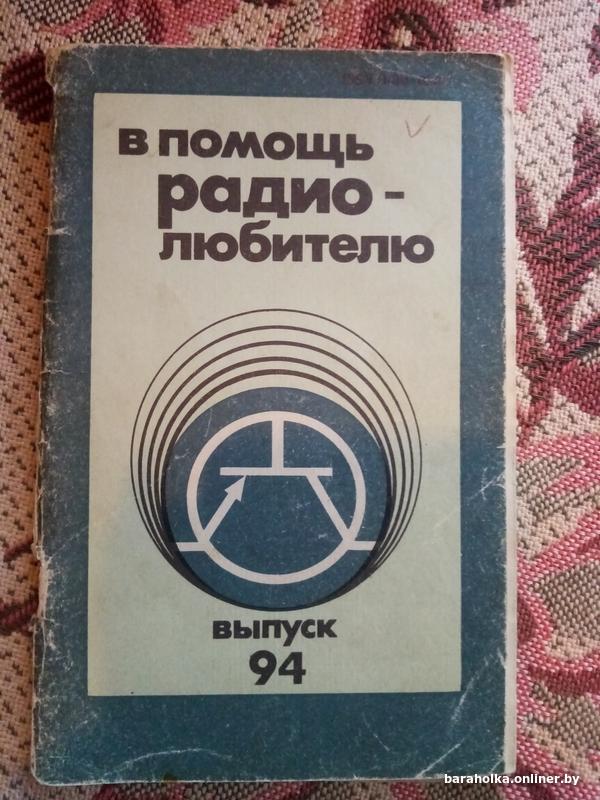 в помощь
радио-
любителю
выпуск
94
baraholka.onliner.by